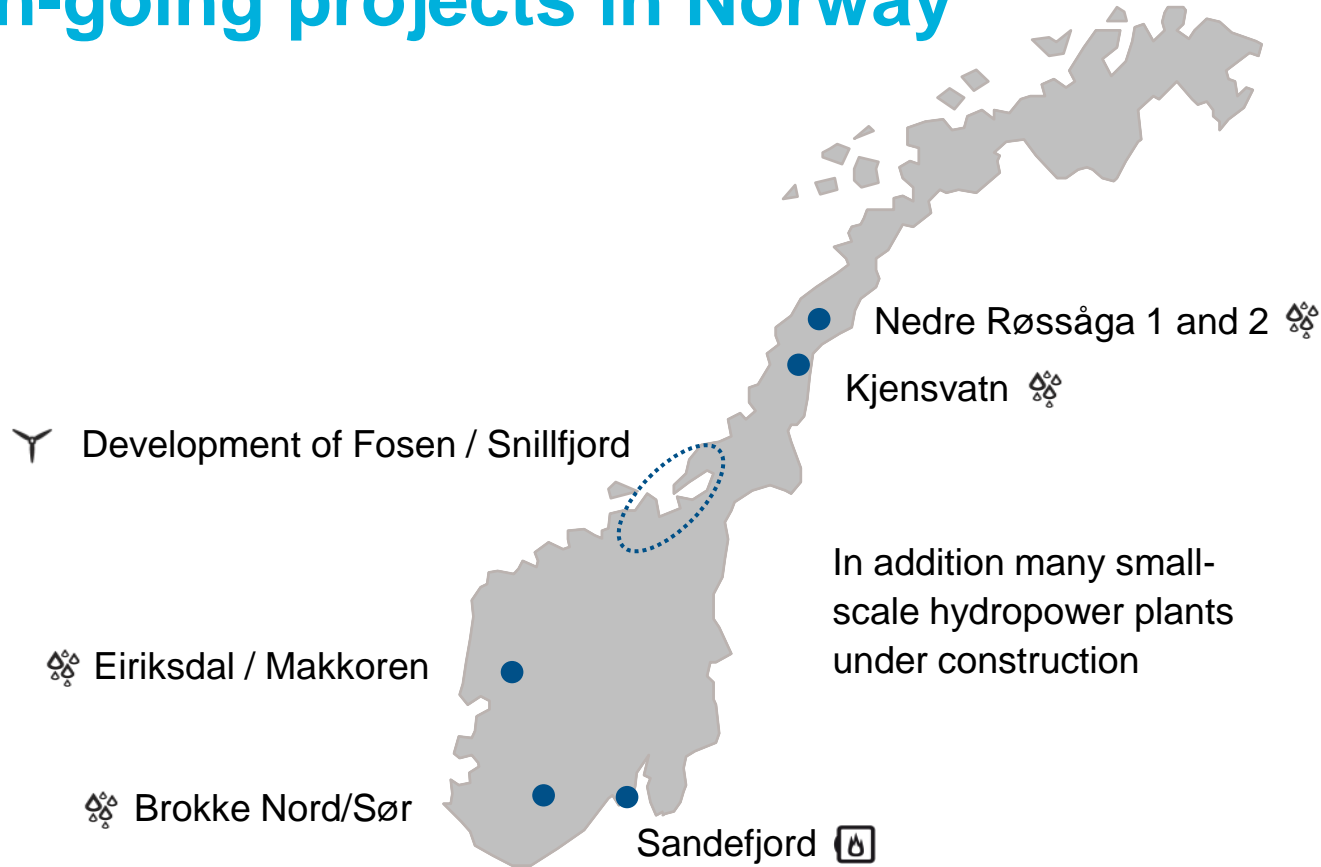 n-going projects in Norway
Nedre Røssåga 1 and 2
Kjensvatn
Development of Fosen / Snillfjord
In addition many small-
scale hydropower plants
under construction
Eiriksdal / Makkoren
Brokke Nord/Sør
Sandefjord